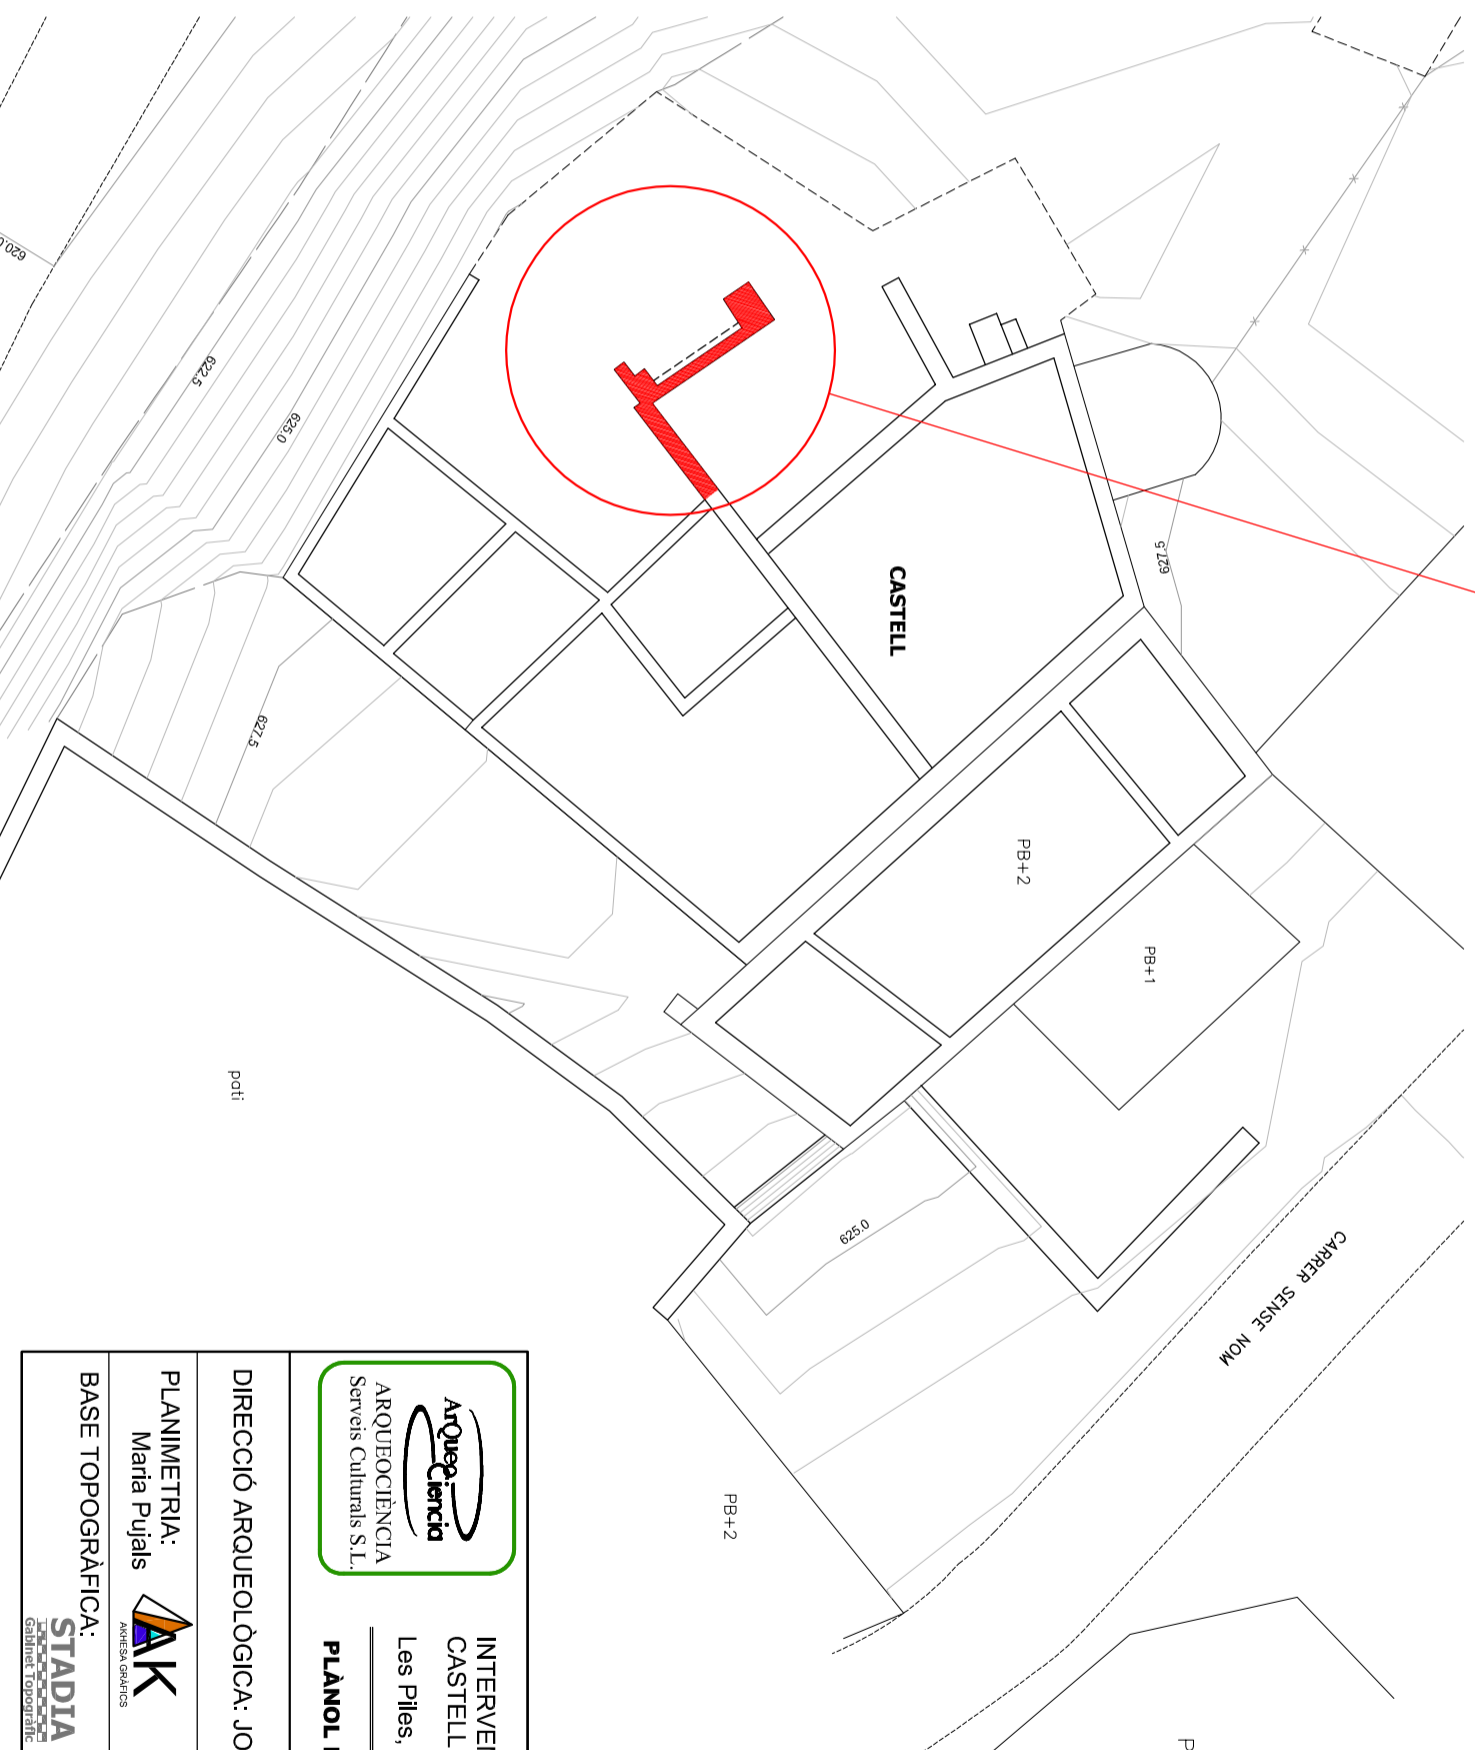 620.0
622.5
625.0
627.5
627.5
CASTELL
PB+2
PB+1
pati
625.0
CARRER SENSE NOM
PB+2
P
ArQueo.
Ciencia
ARQUEOCIÈNCIA
Serveis Culturals S.L.
INTERVE
CASTELL
Les Piles,
PLÀNOL
DIRECCIÓ ARQUEOLÒGICA: JO
PLANIMETRIA:
Maria Pujals
AK
AKHESA GRÀFICS
BASE TOPOGRÀFICA:
STADIA
Gabinet Topogràfic